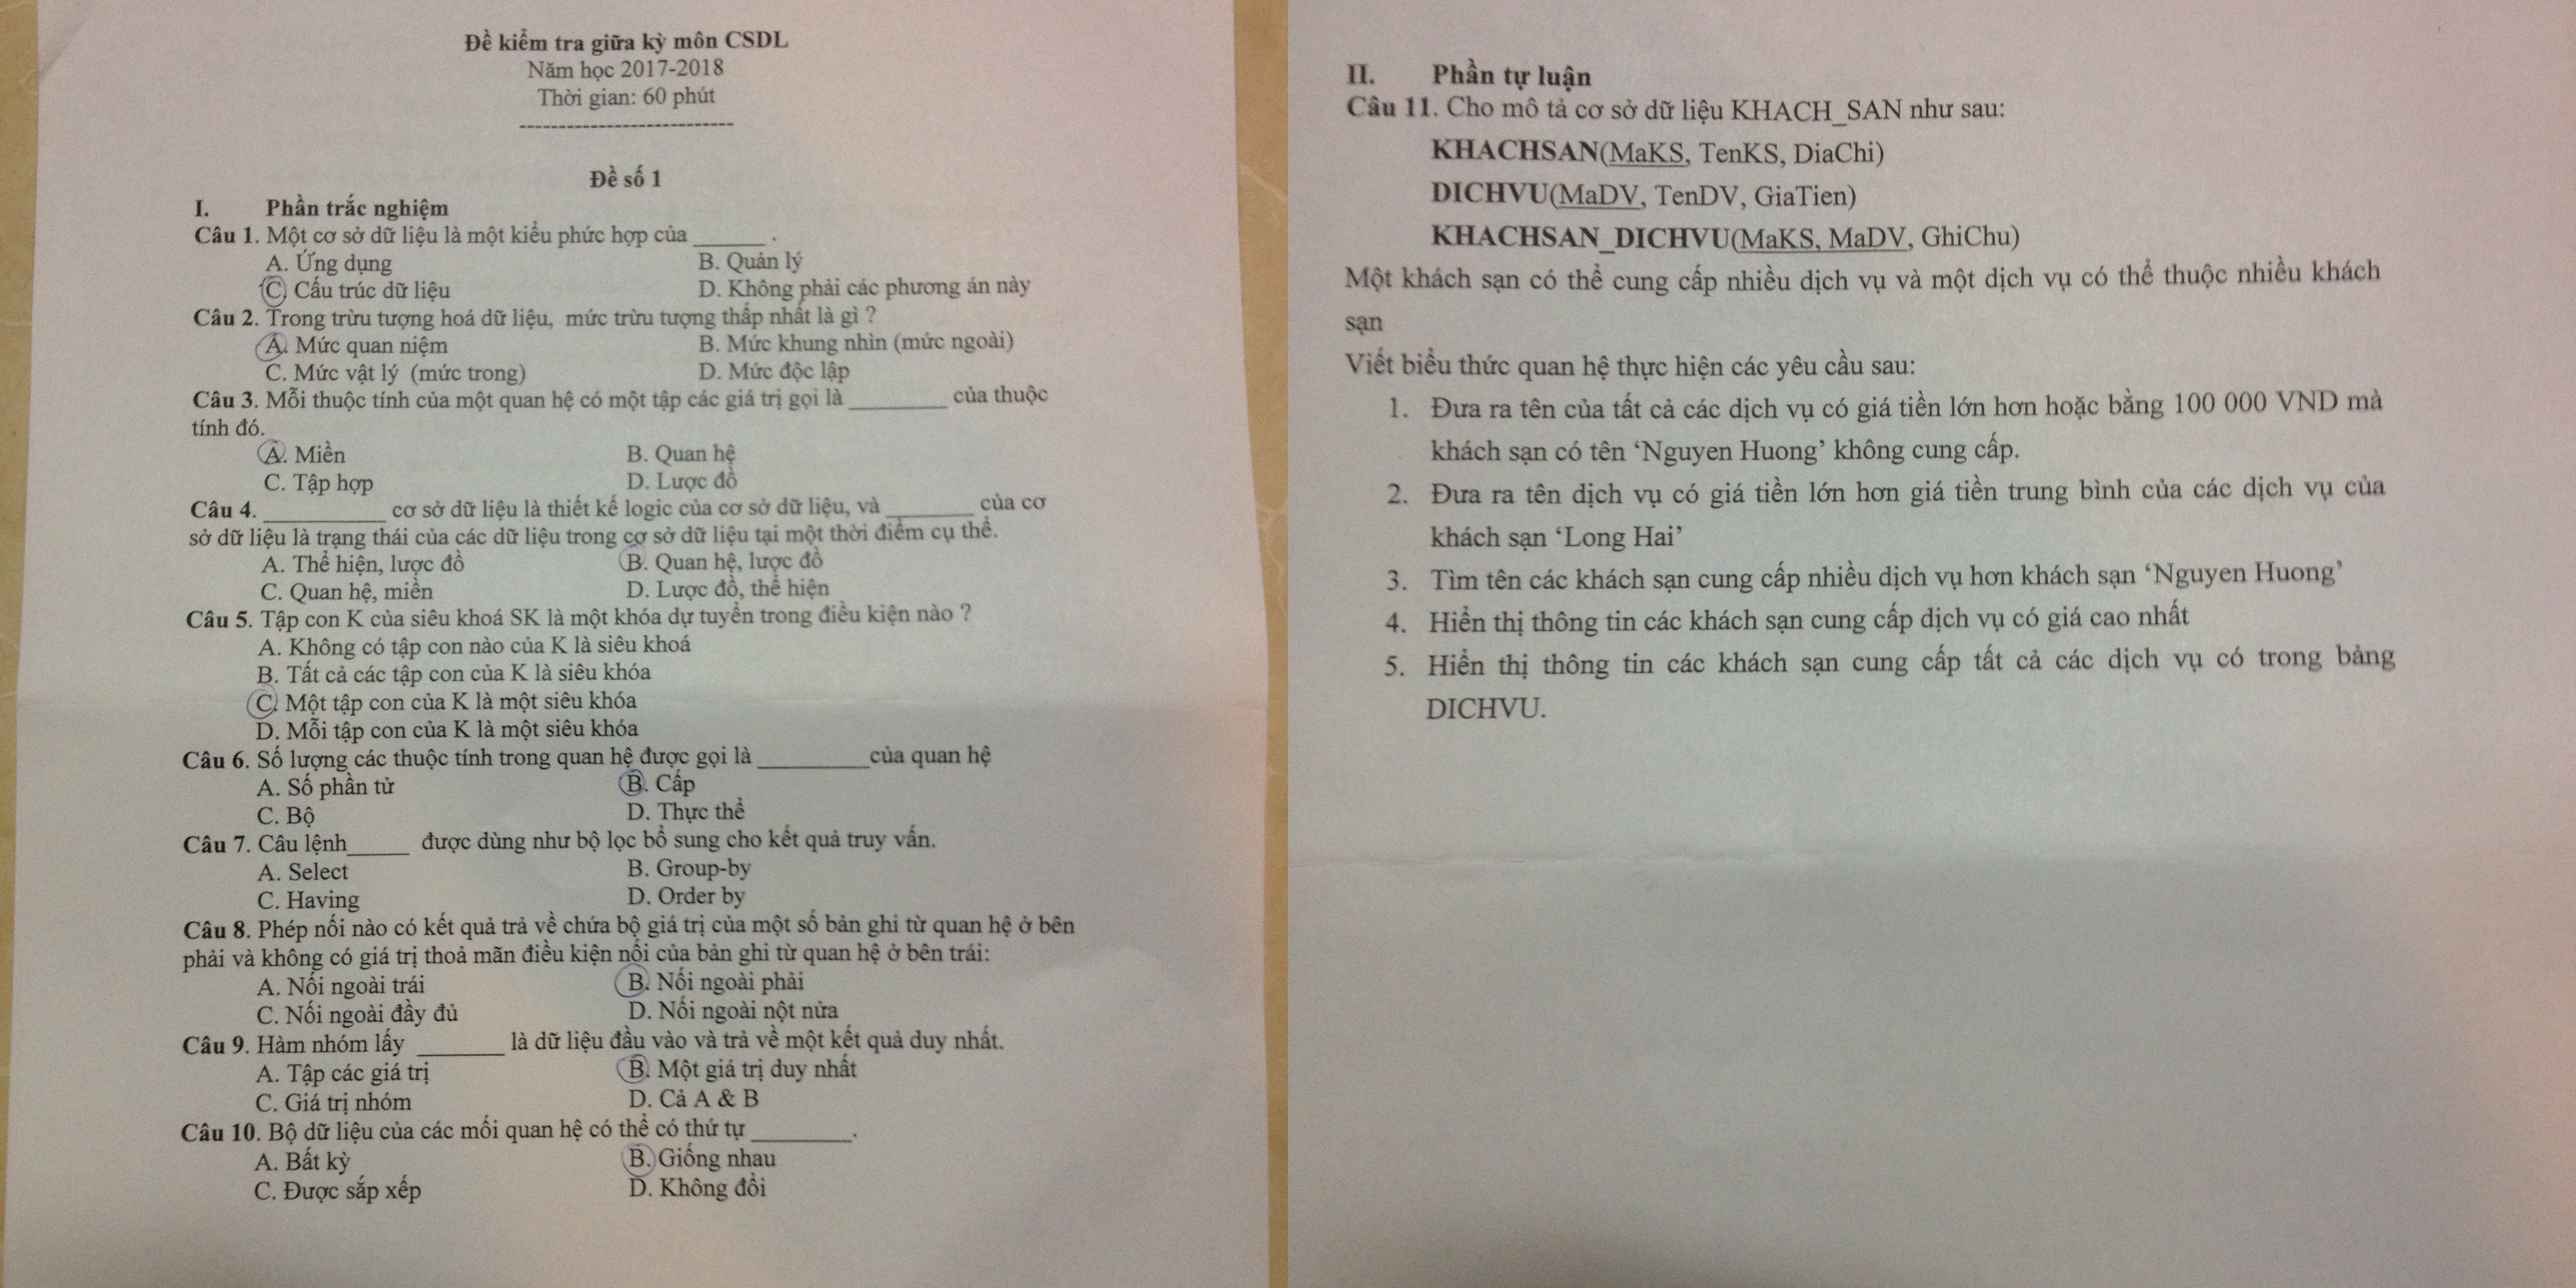 Đề kiểm tra giữa kỳ môn CSDL
Năm học 2017-2018
Thời gian: 60 phút
---------------------------
Đề số 1
I. Phần trắc nghiệm
Câu 1. Một cơ sở dữ liệu là một kiểu phức hợp của ______ .
A. Ứng dụng B. Quản lý
C. Cấu trúc dữ liệu D. Không phải các phương án này
Câu 2. Trong trừu tượng hoá dữ liệu, mức trừu tượng thấp nhất là gì ?
A. Mức quan niệm B. Mức khung nhìn (mức ngoài)
C. Mức vật lý (mức trong) D. Mức độc lập
Câu 3. Mỗi thuộc tính của một quan hệ có một tập các giá trị gọi là ________ của thuộc
tính đó.
A. Miền B. Quan hệ
C. Tập hợp D. Lược đồ
Câu 4. __________ cơ sở dữ liệu là thiết kế logic của cơ sở dữ liệu, và _______ của cơ
sở dữ liệu là trạng thái của các dữ liệu trong cơ sở dữ liệu tại một thời điểm cụ thể.
A. Thể hiện, lược đồ B. Quan hệ, lược đồ
C. Quan hệ, miền D. Lược đồ, thể hiện
Câu 5. Tập con K của siêu khoá SK là một khóa dự tuyển trong điều kiện nào ?
A. Không có tập con nào của K là siêu khoá
B. Tất cả các tập con của K là siêu khóa
C. Một tập con của K là một siêu khóa
D. Mỗi tập con của K là một siêu khóa
Câu 6. Số lượng các thuộc tính trong quan hệ được gọi là _________của quan hệ
A. Số phần tử B. Cấp
C. Bộ D. Thực thể
Câu 7. Câu lệnh_____ được dùng như bộ lọc bổ sung cho kết quả truy vấn.
A. Select B. Group-by
C. Having D. Order by
Câu 8. Phép nối nào có kết quả trả về chứa bộ giá trị của một số bản ghi từ quan hệ ở bên
phải và không có giá trị thoả mãn điều kiện nối của bản ghi từ quan hệ ở bên trái:
A. Nối ngoài trái B. Nối ngoài phải
C. Nối ngoài đầy đủ D. Nối ngoài nột nửa
Câu 9. Hàm nhóm lấy _______ là dữ liệu đầu vào và trả về một kết quả duy nhất.
A. Tập các giá trị B. Một giá trị duy nhất
C. Giá trị nhóm D. Cả A & B
Câu 10. Bộ dữ liệu của các mối quan hệ có thể có thứ tự ________.
A. Bất kỳ B. Giống nhau
C. Được sắp xếp D. Không đổi
II. Phần tự luận
Câu 11. Cho mô tả cơ sở dữ liệu KHACH_SAN như sau:
KHACHSAN(MaKS, TenKS, DiaChi)
DICHVU(MaDV, TenDV, GiaTien)
KHACHSAN_DICHVU(MaKS, MaDV, GhiChu)
Một khách sạn có thể cung cấp nhiều dịch vụ và một dịch vụ có thể thuộc nhiều khách
sạn
Viết biểu thức quan hệ thực hiện các yêu cầu sau:
1. Đưa ra tên của tất cả các dịch vụ có giá tiền lớn hơn hoặc bằng 100 000 VND mà
khách sạn có tên ‘Nguyen Huong’ không cung cấp.
2. Đưa ra tên dịch vụ có giá tiền lớn hơn giá tiền trung bình của các dịch vụ của
khách sạn ‘Long Hai’
3. Tìm tên các khách sạn cung cấp nhiều dịch vụ hơn khách sạn ‘Nguyen Huong’
4. Hiển thị thông tin các khách sạn cung cấp dịch vụ có giá cao nhất
5. Hiển thị thông tin các khách sạn cung cấp tất cả các dịch vụ có trong bảng
DICHVU.